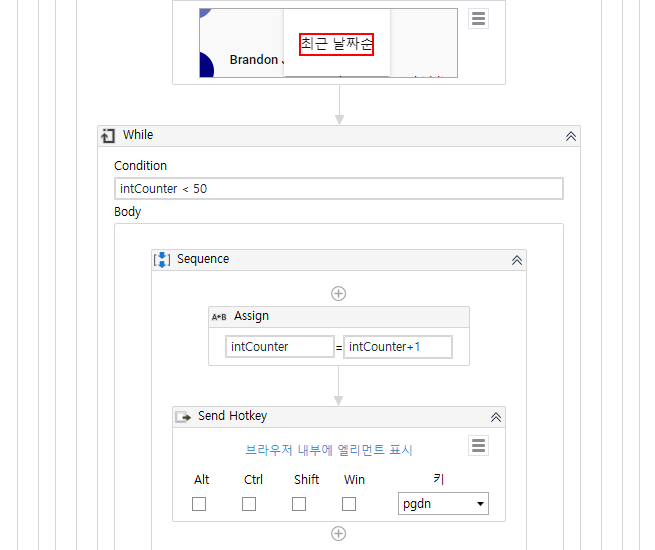 최근 날짜순
Brandon J
While
Condition
intCounter < 50
Body
Sequence
Assign
A+B
intCounter = intCounter+1
Send Hotkey
브라우저 내부에 엘리먼트 표시
Alt Ctrl Shift Win 키
pgdn